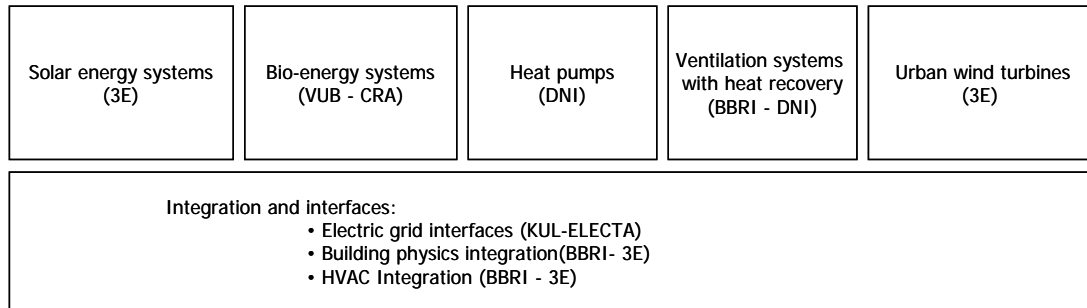 Solar energy systems
(3E)
Bio-energy systems
(VUB - CRA)
Heat pumps
(DNI)
Ventilation systems
with heat recovery
(BBRI - DNI)
Urban wind turbines
(3E)
Integration and interfaces:
• Electric grid interfaces (KUL-ELECTA)
• Building physics integration(BBRI- 3E)
• HVAC Integration (BBRI - 3E)